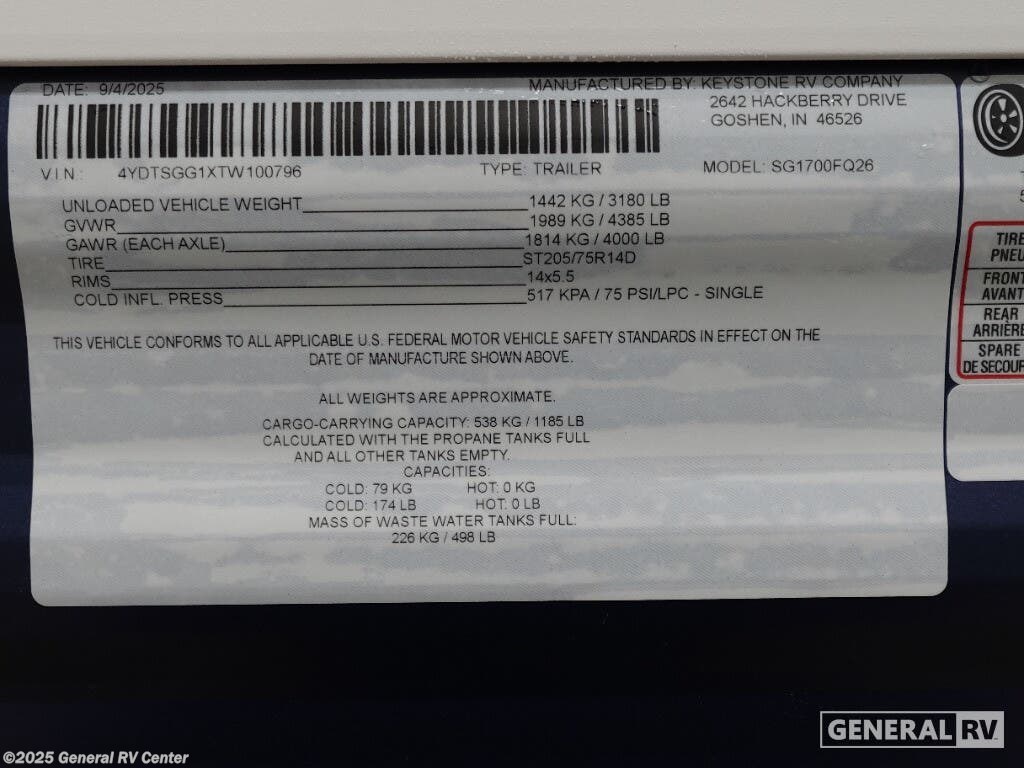 DATE: 9/4/2025
MANUFACTURED BY: KEYSTONE RV COMPANY
2642 HACKBERRY DRIVE
GOSHEN, IN 46526
VIN: 4YDTSGG1XTW100796 TYPE: TRAILER MODEL: SG1700FQ26
UNLOADED VEHICLE WEIGHT 1442 KG / 3180 LB
GVWR 1989 KG / 4385 LB
GAWR (EACH AXLE) 1814 KG / 4000 LB
TIRE ST205/75R14D
RIMS 14x5.5
COLD INFL. PRESS 517 KPA / 75 PSI/LPC - SINGLE
THIS VEHICLE CONFORMS TO ALL APPLICABLE U.S. FEDERAL MOTOR VEHICLE SAFETY STANDARDS IN EFFECT ON THE
DATE OF MANUFACTURE SHOWN ABOVE.
ALL WEIGHTS ARE APPROXIMATE.
CARGO-CARRYING CAPACITY: 538 KG / 1185 LB
CALCULATED WITH THE PROPANE TANKS FULL
AND ALL OTHER TANKS EMPTY.
CAPACITIES:
COLD: 79 KG HOT: 0 KG
COLD: 174 LB HOT: 0 LB
MASS OF WASTE WATER TANKS FULL:
226 KG / 498 LB
TIRE
PNEU
FRONT
AVANT
REAR
ARRIÈRE
SPARE
DE SECOUR
GENERAL RV
©2025 General RV Center